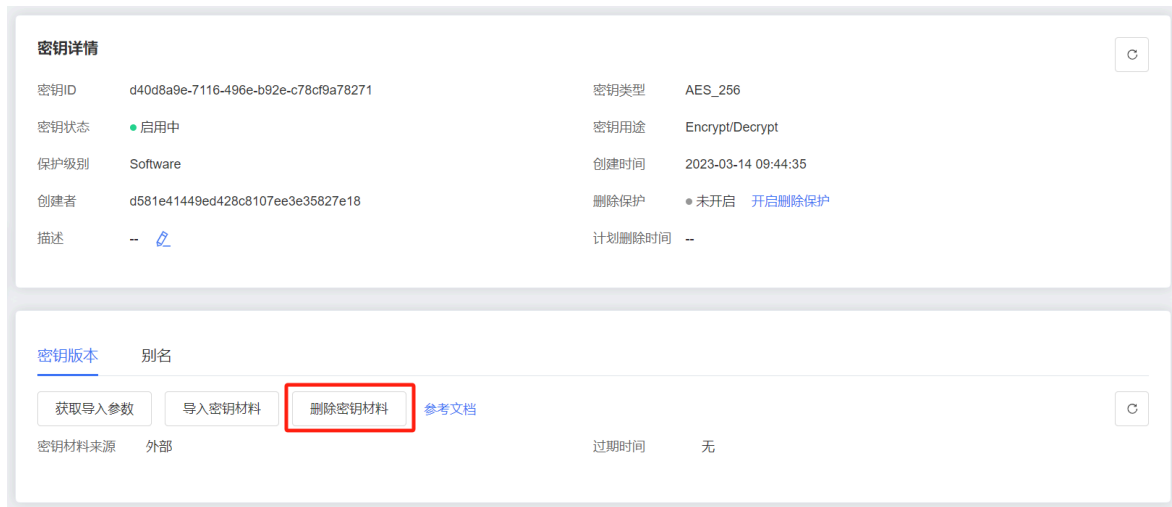 密钥详情
密钥ID d40d8a9e-7116-496e-b92e-c78cf9a78271 密钥类型 AES_256
密钥状态 启用中 密钥用途 Encrypt/Decrypt
保护级别 Software 创建时间 2023-03-14 09:44:35
创建者 d581e41449ed428c8107ee3e35827e18 删除保护 未开启 开启删除保护
描述 -- 计划删除时间 --
密钥版本 别名
获取导入参数 导入密钥材料 删除密钥材料 参考文档
密钥材料来源 外部 过期时间 无